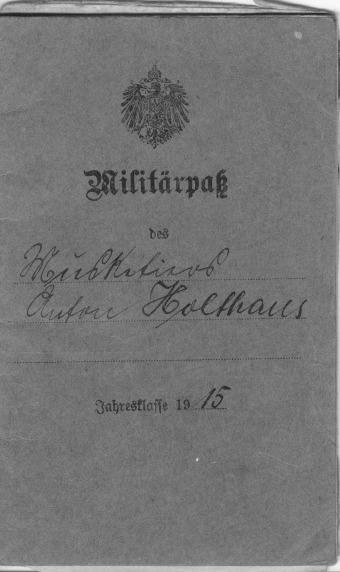 Militärpaß
des
Musketiers
Anton Holthaus
Jahresklasse 1915